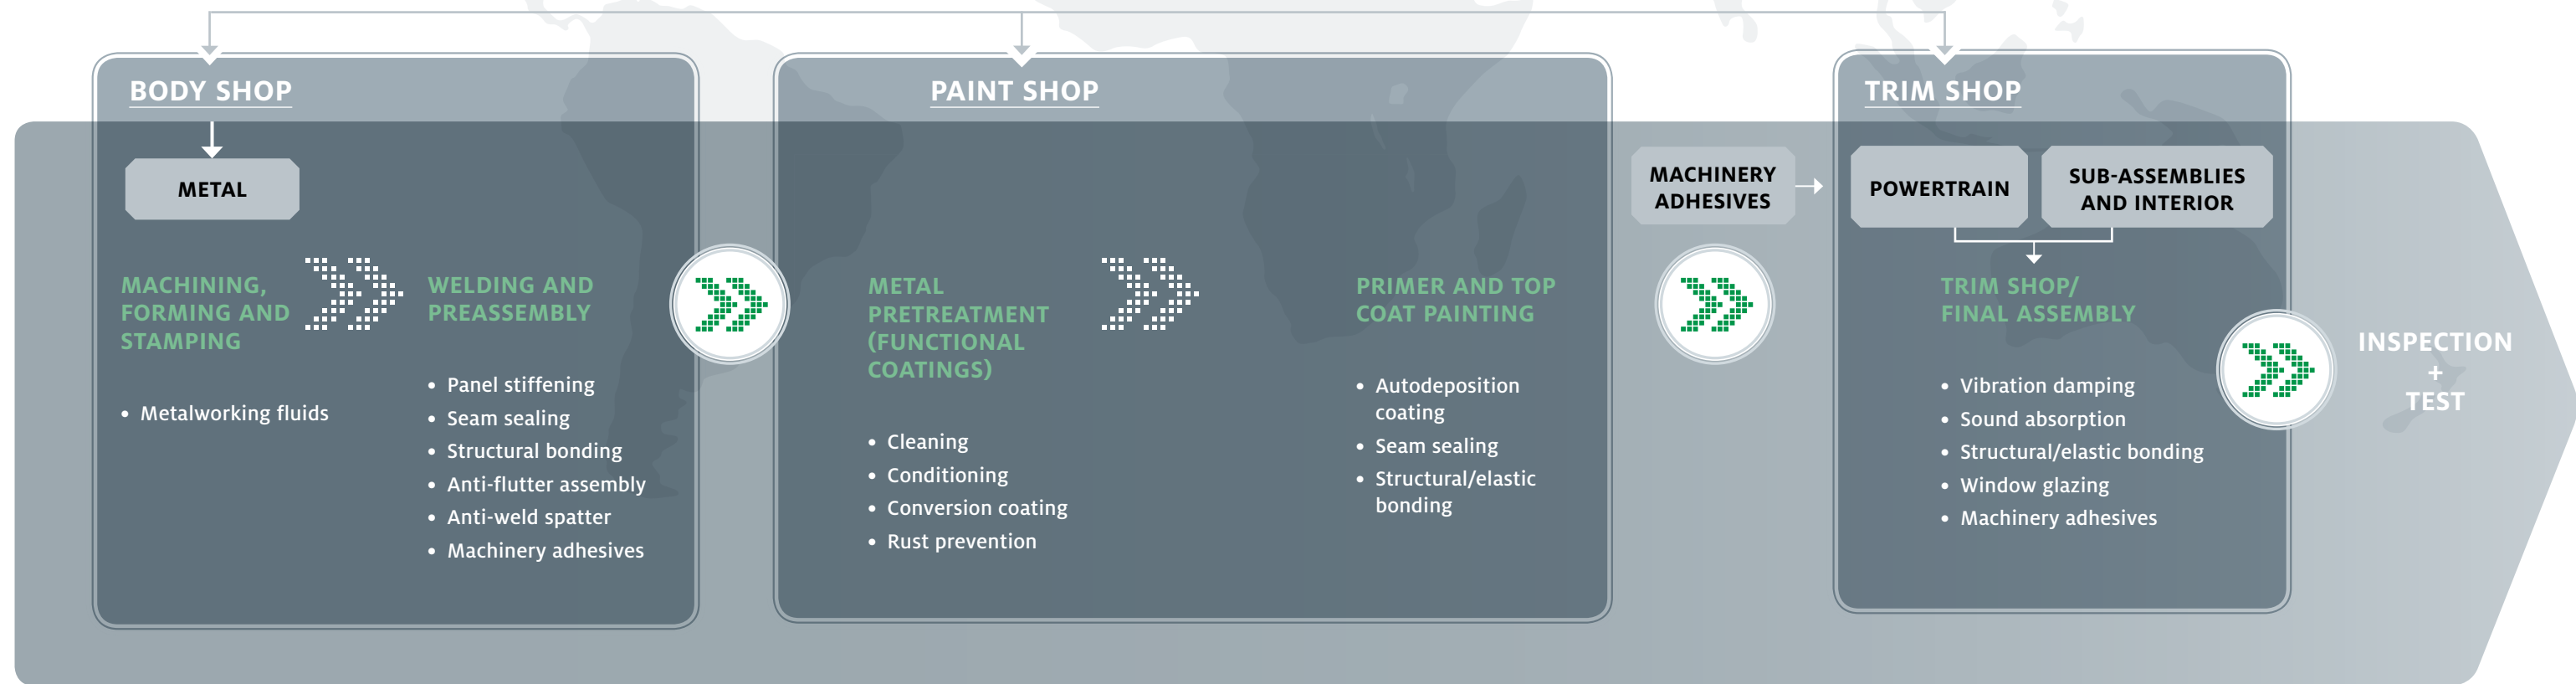 BODY SHOP
METAL
MACHINING,
FORMING AND
STAMPING
• Metalworking fluids
WELDING AND
PREASSEMBLY
• Panel stiffening
• Seam sealing
• Structural bonding
• Anti-flutter assembly
• Anti-weld spatter
• Machinery adhesives
PAINT SHOP
METAL
PRETREATMENT
(FUNCTIONAL
COATINGS)
• Cleaning
• Conditioning
• Conversion coating
• Rust prevention
PRIMER AND TOP
COAT PAINTING
• Autodeposition
coating
• Seam sealing
• Structural/elastic
bonding
MACHINERY
ADHESIVES
TRIM SHOP
POWERTRAIN
SUB-ASSEMBLIES
AND INTERIOR
TRIM SHOP/
FINAL ASSEMBLY
• Vibration damping
• Sound absorption
• Structural/elastic bonding
• Window glazing
• Machinery adhesives
INSPECTION
+
TEST